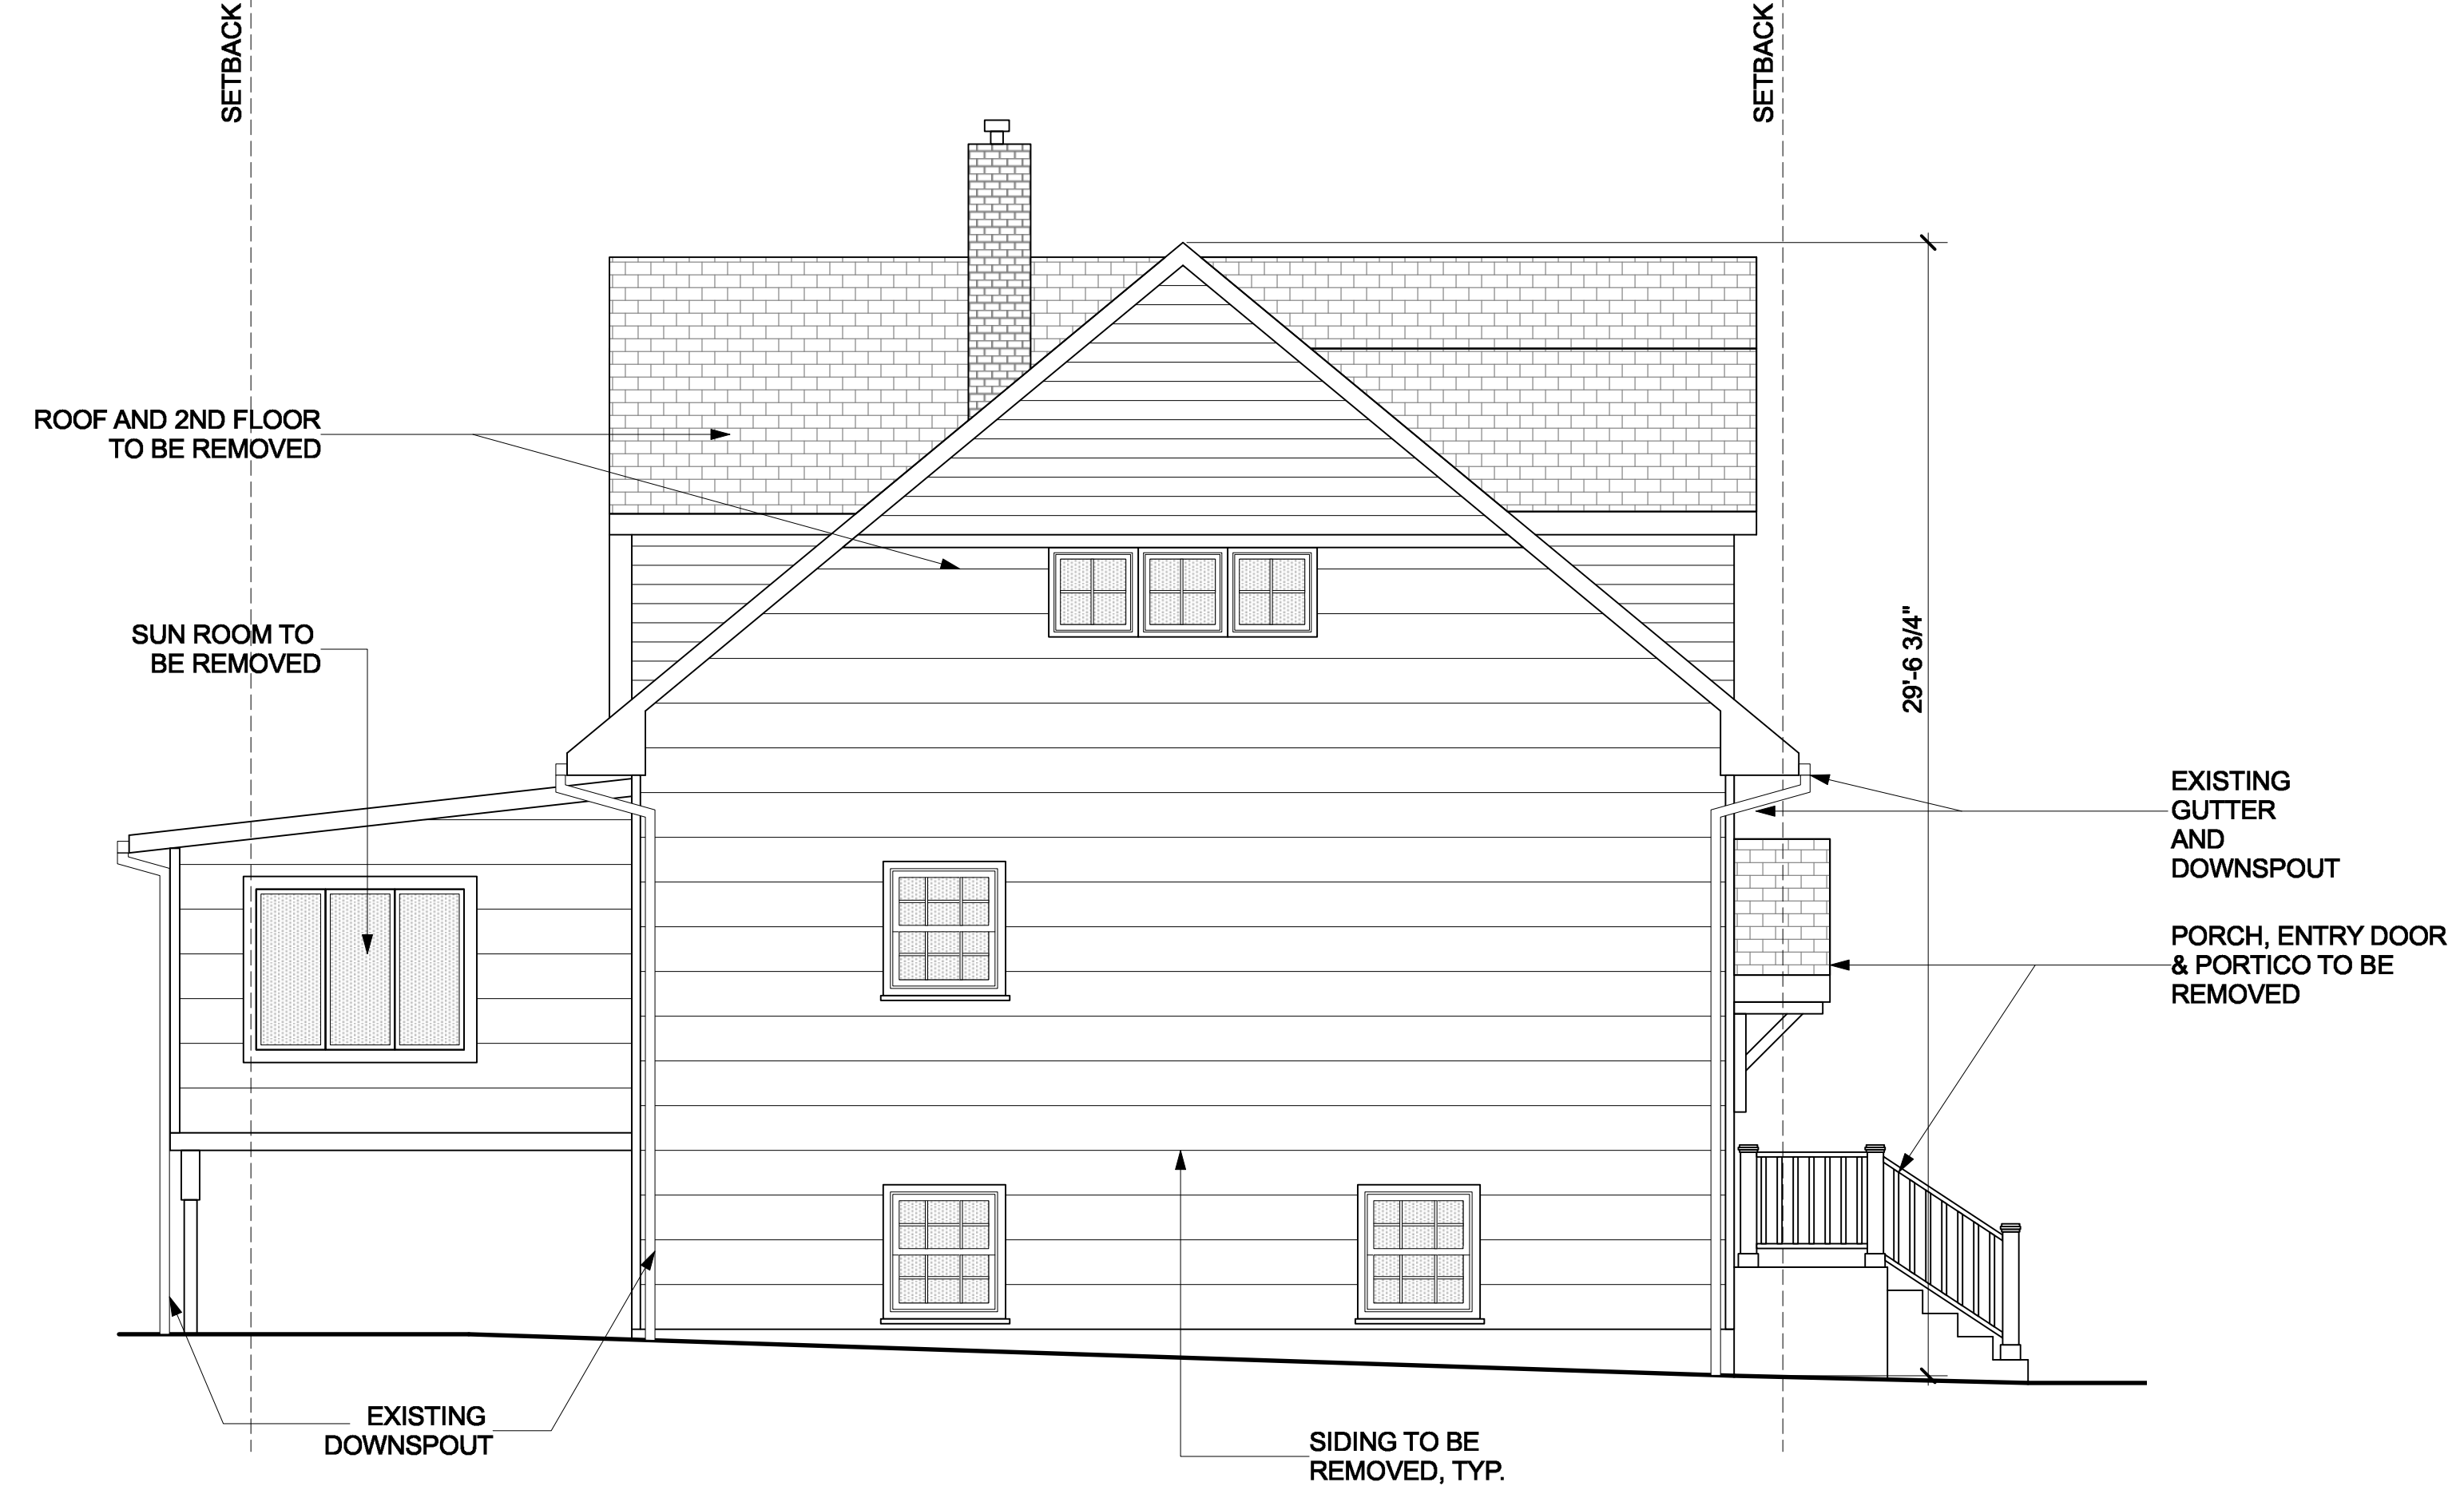 SETBACK
SETBACK
ROOF AND 2ND FLOOR
TO BE REMOVED
SUN ROOM TO
BE REMOVED
29'-6 3/4"
EXISTING
GUTTER
AND
DOWNSPOUT
PORCH, ENTRY DOOR
& PORTICO TO BE
REMOVED
EXISTING
DOWNSPOUT
SIDING TO BE
REMOVED, TYP.